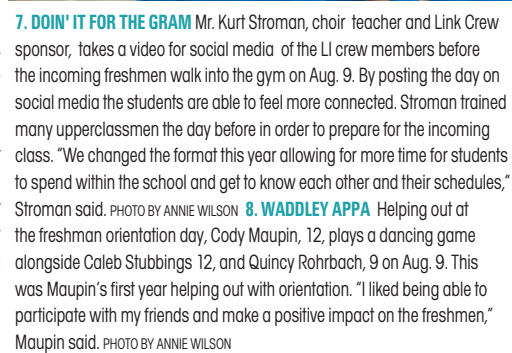 7. DOIN' IT FOR THE GRAM Mr. Kurt Stroman, choir teacher and Link Crew
sponsor, takes a video for social media of the LI crew members before
the incoming freshmen walk into the gym on Aug. 9. By posting the day on
social media the students are able to feel more connected. Stroman trained
many upperclassmen the day before in order to prepare for the incoming
class. “We changed the format this year allowing for more time for students
to spend within the school and get to know each other and their schedules,”
Stroman said. PHOTO BY ANNIE WILSON 8. WADDLEY APPA Helping out at
the freshman orientation day, Cody Maupin, 12, plays a dancing game
alongside Caleb Stubbings 12, and Quincy Rohrbach, 9 on Aug. 9. This
was Maupin’s first year helping out with orientation. “I liked being able to
participate with my friends and make a positive impact on the freshmen,”
Maupin said. PHOTO BY ANNIE WILSON